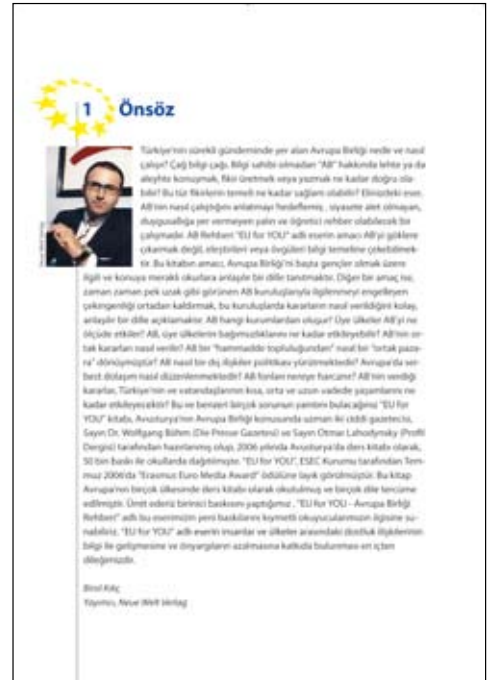 1 Önsöz
Türkiye'nin sürekli gündeminde yer alan Avrupa Birliği nede ve nasıl
çalışır? Çağ bilgi çağı. Bilgi sahibi olmadan "AB" hakkında lehte ya da
aleyhte konuşmak, fikir üretmek veya yazmak ne kadar doğru ola-
bilir? Bu tür fikirlerin temeli ne kadar sağlam olabilir? Elinizdeki eser,
AB'nin nasıl çalıştığını anlatmayı hedeflemiş, siyasete alet olmayan,
duygusallığa yer vermeyen yalın ve öğretici rehber olabilecek bir
çalışmadır. AB Rehberi "EU for YOU" adlı eserin amacı AB'yi göklere
çıkarmak değil, eleştirileri veya övgüleri bilgi temeline çekebilmek-
tir. Bu kitabın amacı, Avrupa Birliği'ni başta gençler olmak üzere
ilgili ve konuya meraklı okurlara anlaşılır bir dille tanıtmaktır. Diğer bir amaç ise,
zaman zaman pek uzak gibi görünen AB kuruluşlarıyla ilgilenmeyi engelleyen
çekingenliği ortadan kaldırmak, bu kuruluşlarda kararların nasıl verildiğini kolay,
anlaşılır bir dille açıklamaktır. AB hangi kurumlardan oluşur? Üye ülkeler AB'yi ne
ölçüde etkiler? AB, üye ülkelerin bağımsızlıklarını ne kadar etkileyebilir? AB'nin or-
tak kararları nasıl verilir? AB bir "hammadde topluluğundan" nasıl bir "ortak paza-
ra" dönüşmüştür? AB nasıl bir dış ilişkiler politikası yürütmektedir? Avrupa'da ser-
best dolaşım nasıl düzenlenmektedir? AB fonları nereye harcanır? AB'nin verdiği
kararlar, Türkiye'nin ve vatandaşlarının kısa, orta ve uzun vadede yaşamlarını ne
kadar etkileyecektir? Bu ve benzeri birçok sorunun yanıtını bulacağınız "EU for
YOU" kitabı, Avusturya'nın Avrupa Birliği konusunda uzman iki ciddi gazetecisi,
Sayın Dr. Wolfgang Böhm (Die Presse Gazetesi) ve Sayın Otmar Lahodynsky (Profil
Dergisi) tarafından hazırlanmış olup, 2006 yılında Avusturya'da ders kitabı olarak,
50 bin baskı ile okullarda dağıtılmıştır. "EU for YOU", ESEC Kurumu tarafından Tem-
muz 2006'da "Erasmus Euro Media Award" ödülüne layık görülmüştür. Bu kitap
Avrupa'nın birçok ülkesinde ders kitabı olarak okutulmuş ve birçok dile tercüme
edilmiştir. Ümit ederiz birinci baskısını yaptığımız, "EU for YOU - Avrupa Birliği
Rehberi" adlı bu eserimizin yeni baskılarını kıymetli okuyucularımızın ilgisine su-
nabiliriz. "EU for YOU" adlı eserin insanlar ve ülkeler arasındaki dostluk ilişkilerinin
bilgi ile gelişmesine ve önyargıların azalmasına katkıda bulunması en içten
dileğimizdir.
Birol Kılıç
Yayımcı, Neue Welt Verlag